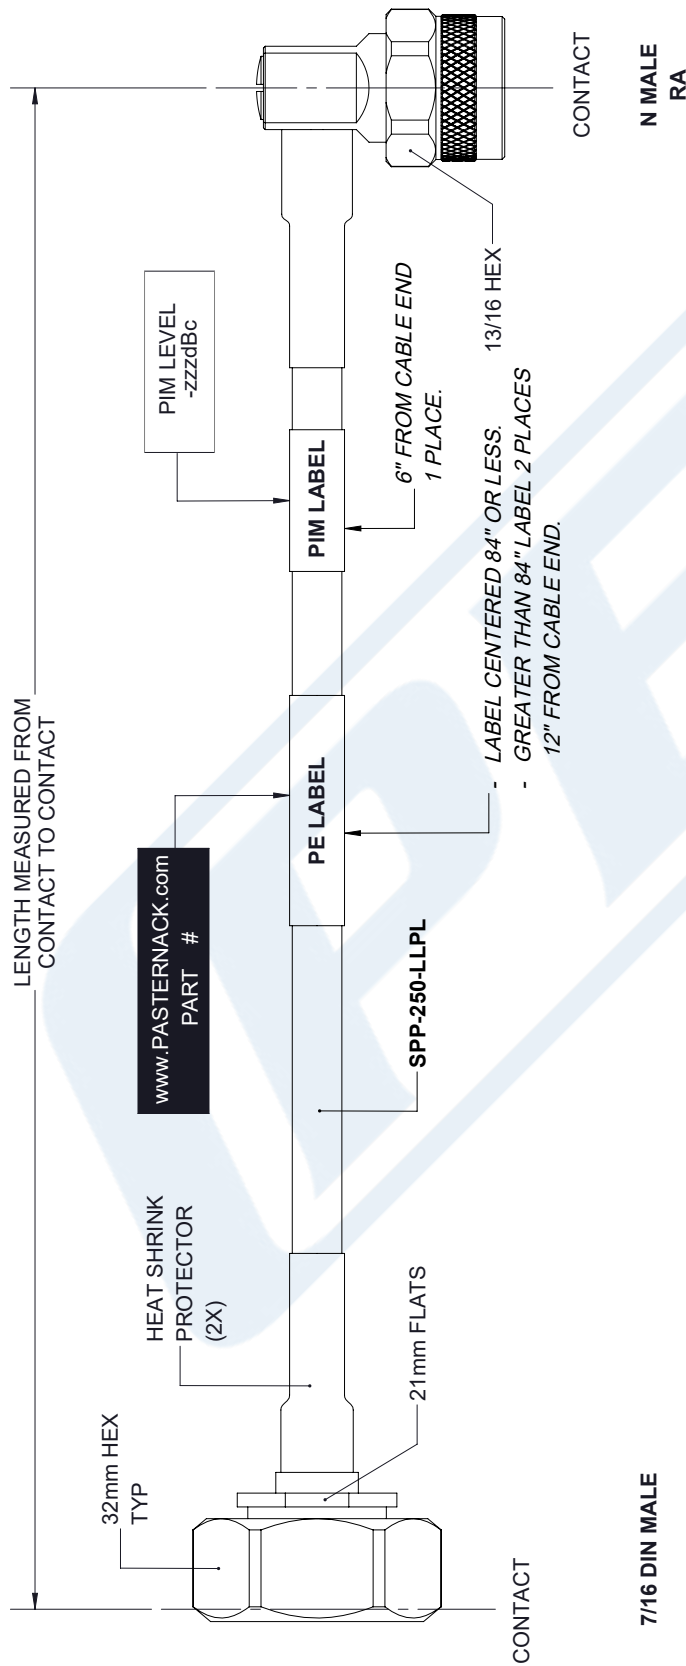 LENGTH MEASURED FROM
CONTACT TO CONTACT
32mm HEX
TYP
HEAT SHRINK
PROTECTOR
(2X)
www.PASTERNACK.com
PART #
PIM LEVEL
-zzzdBc
PE LABEL
PIM LABEL
21mm FLATS
SPP-250-LLPL
6" FROM CABLE END
1 PLACE.
- LABEL CENTERED 84" OR LESS.
- GREATER THAN 84" LABEL 2 PLACES
12" FROM CABLE END.
13/16 HEX
CONTACT
CONTACT
7/16 DIN MALE
N MALE
RA